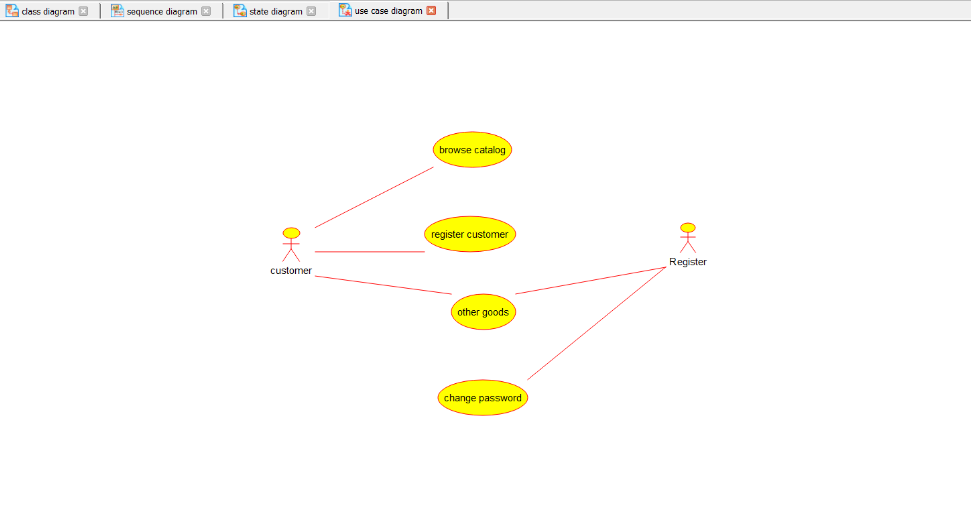 class diagram
sequence diagram
state diagram
use case diagram
browse catalog
register customer
customer
Register
other goods
change password